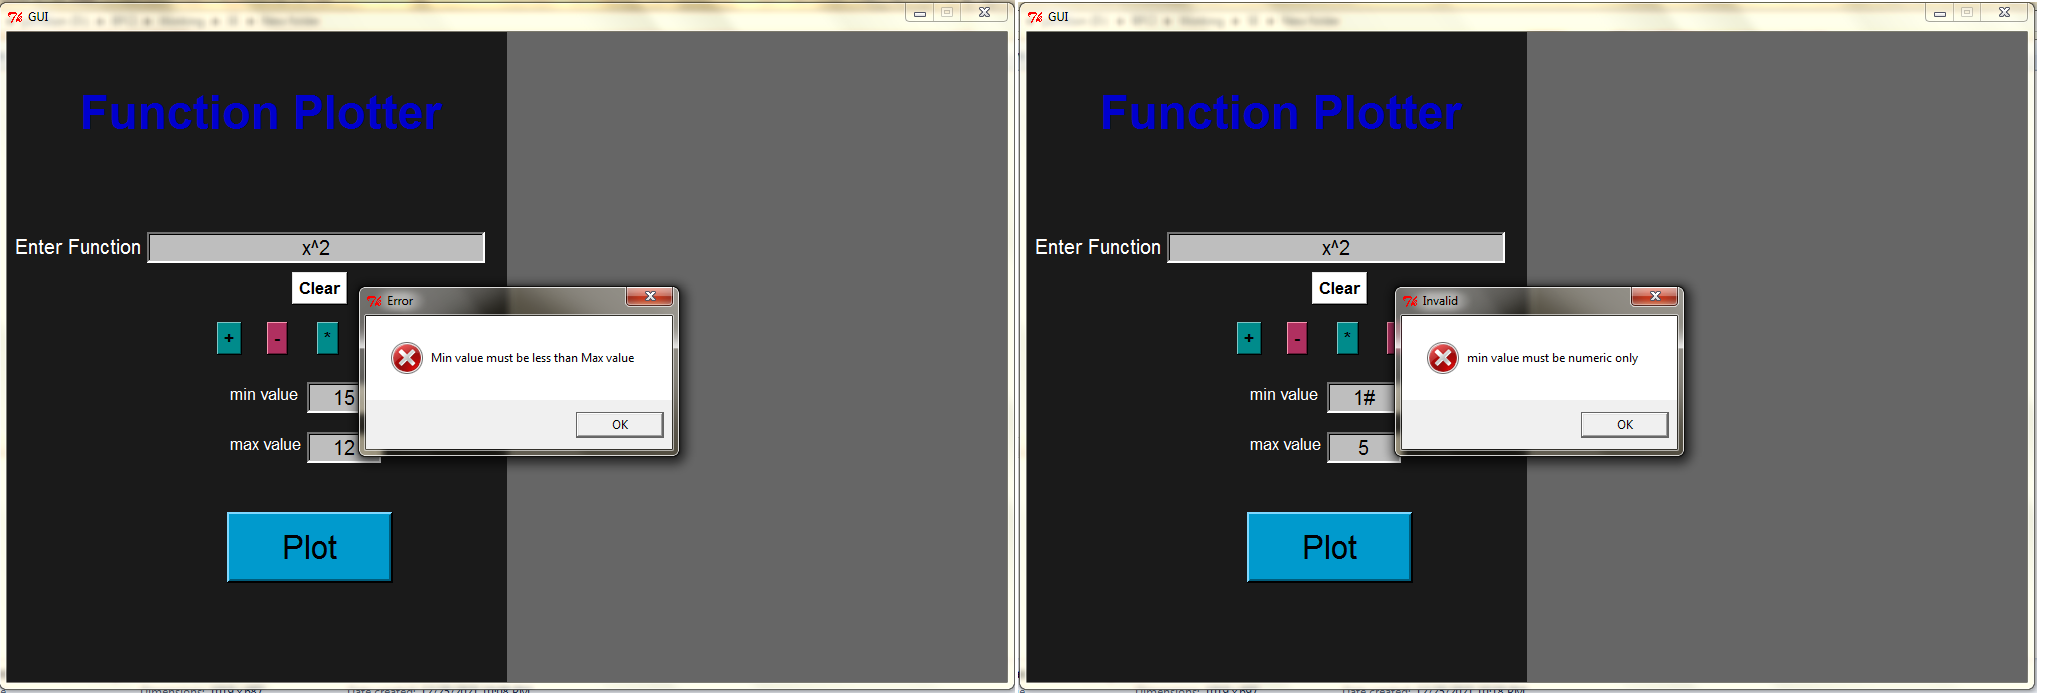 GUI
Function Plotter
Enter Function x^2
Clear
+ - *
min value 15
max value 12
Plot
Error
Min value must be less than Max value
OK
GUI
Function Plotter
Enter Function x^2
Clear
+ - *
min value 1#
max value 5
Plot
Invalid
min value must be numeric only
OK